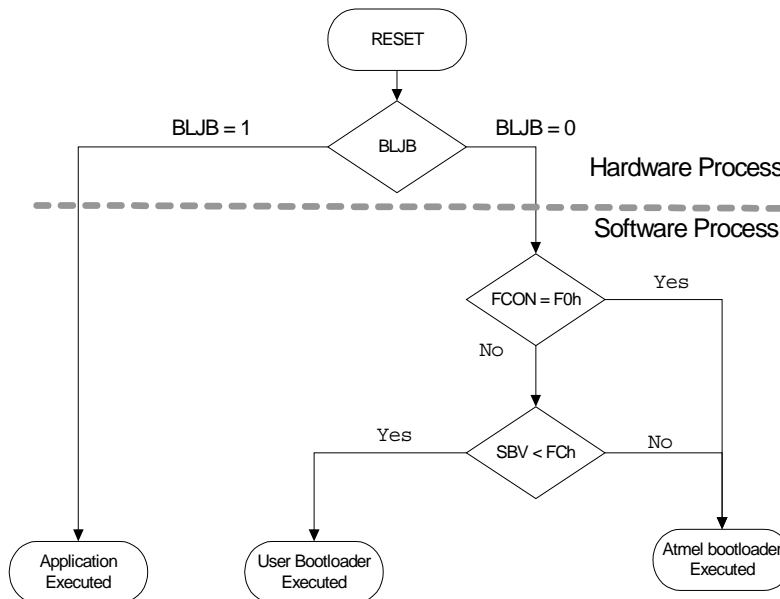 RESET
BLJB = 1
BLJB = 0
BLJB
Hardware Process
Software Process
FCON = F0h
Yes
No
Yes
SBV < FCh
No
Application
Executed
User Bootloader
Executed
Atmel bootloader
Executed